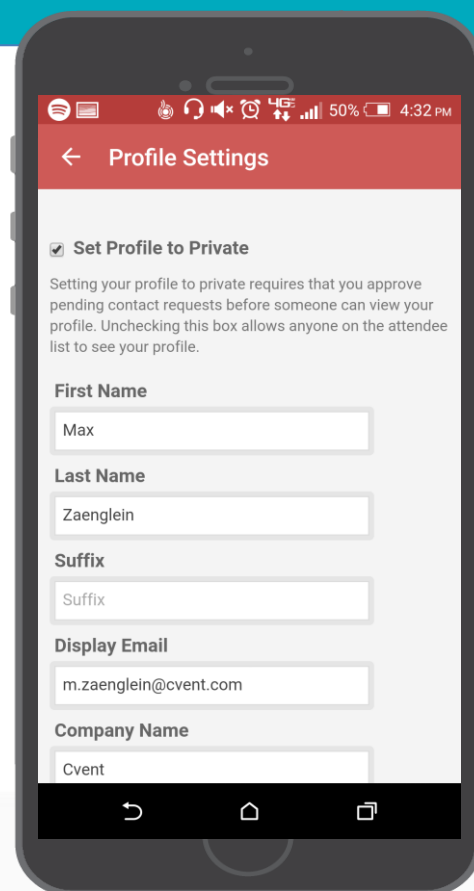 4GE 50% 4:32 PM
Profile Settings
Set Profile to Private
Setting your profile to private requires that you approve
pending contact requests before someone can view your
profile. Unchecking this box allows anyone on the attendee
list to see your profile.
First Name
Max
Last Name
Zaenglein
Suffix
Suffix
Display Email
m.zaenglein@cvent.com
Company Name
Cvent